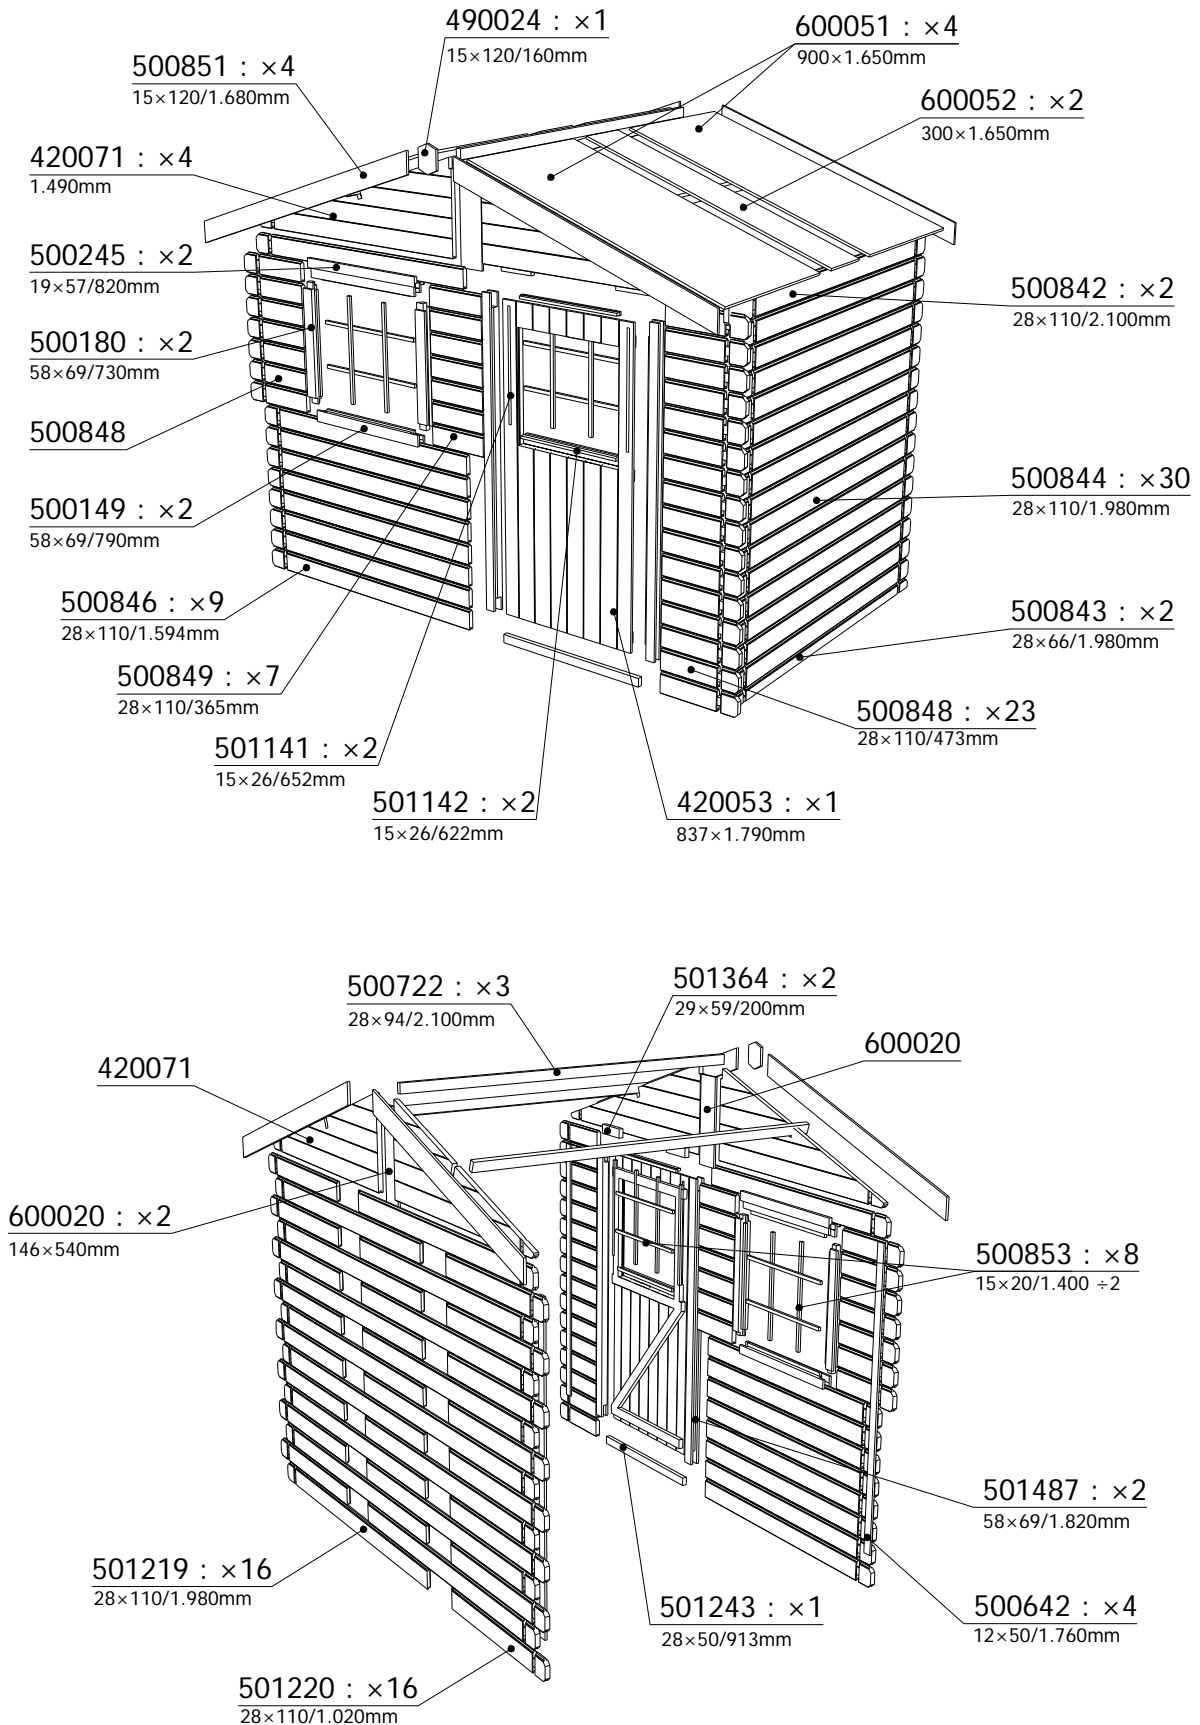 490024 : ×1
15×120/160mm
600051 : ×4
900×1.650mm
500851 : ×4
15×120/1.680mm
600052 : ×2
300×1.650mm
420071 : ×4
1.490mm
500245 : ×2
19×57/820mm
500842 : ×2
28×110/2.100mm
500180 : ×2
58×69/730mm
500848
500844 : ×30
28×110/1.980mm
500149 : ×2
58×69/790mm
500846 : ×9
28×110/1.594mm
500843 : ×2
28×66/1.980mm
500849 : ×7
28×110/365mm
500848 : ×23
28×110/473mm
501141 : ×2
15×26/652mm
501142 : ×2
15×26/622mm
420053 : ×1
837×1.790mm
500722 : ×3
28×94/2.100mm
501364 : ×2
29×59/200mm
600020
420071
600020 : ×2
146×540mm
500853 : ×8
15×20/1.400 ÷2
501487 : ×2
58×69/1.820mm
501219 : ×16
28×110/1.980mm
501243 : ×1
28×50/913mm
500642 : ×4
12×50/1.760mm
501220 : ×16
28×110/1.020mm